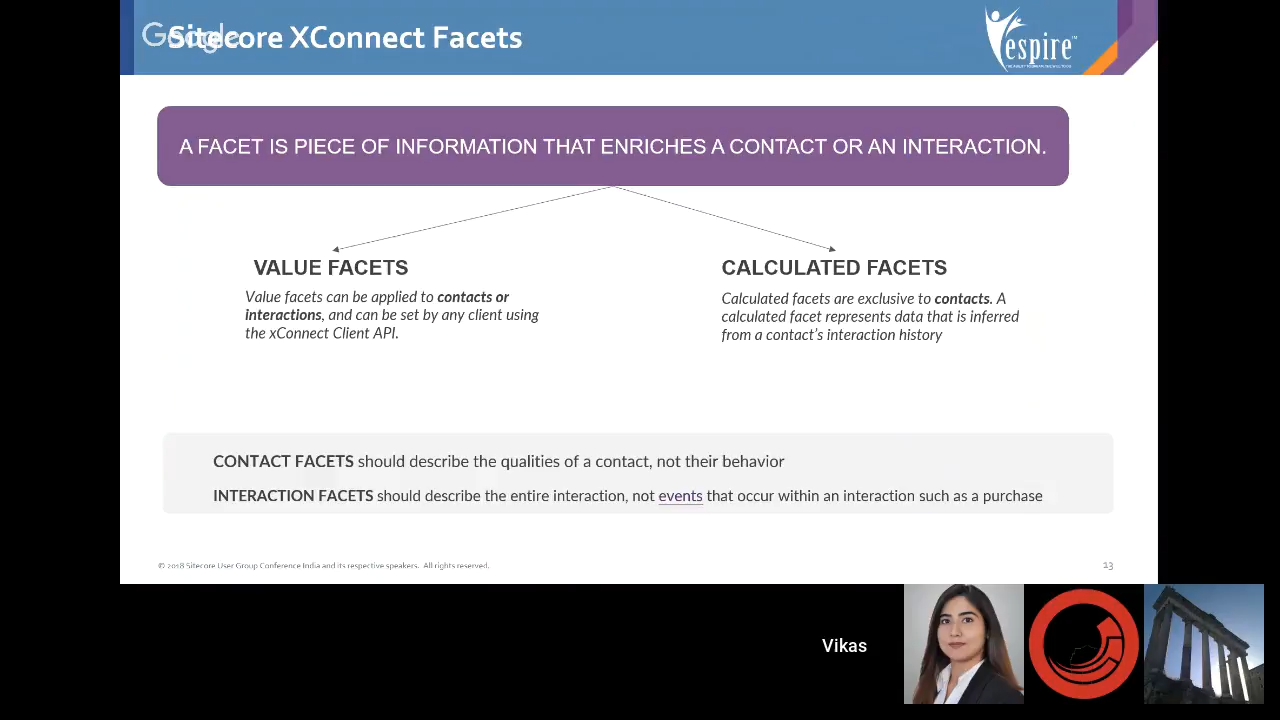 Google
Sitecore XConnect Facets
espire
A FACET IS PIECE OF INFORMATION THAT ENRICHES A CONTACT OR AN INTERACTION.
VALUE FACETS
Value facets can be applied to contacts or
interactions, and can be set by any client using
the xConnect Client API.
CALCULATED FACETS
Calculated facets are exclusive to contacts. A
calculated facet represents data that is inferred
from a contact’s interaction history
CONTACT FACETS should describe the qualities of a contact, not their behavior
INTERACTION FACETS should describe the entire interaction, not events that occur within an interaction such as a purchase
© 2018 Sitecore User Group Conference India and its respective speakers. All rights reserved.
13
Vikas